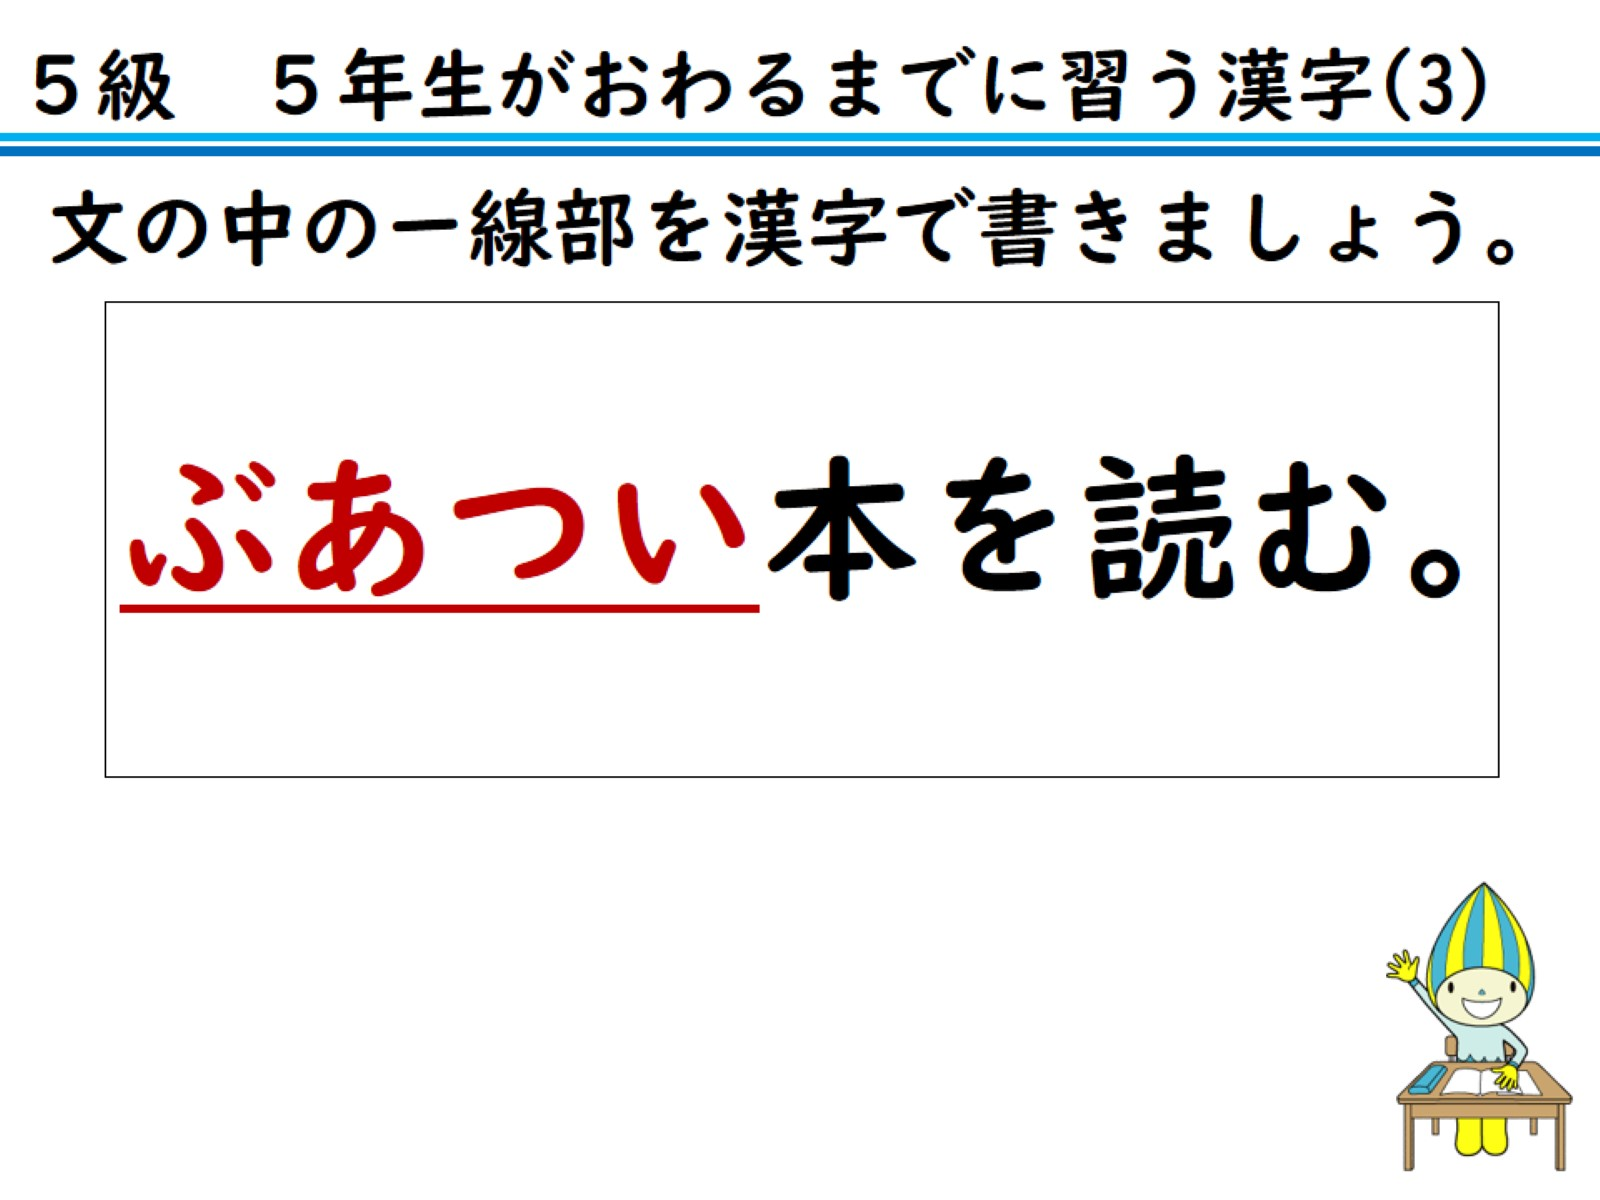 ５級　５年生がおわるまでに習う漢字(3)
文の中の一線部を漢字で書きましょう。
ぶあつい本を読む。